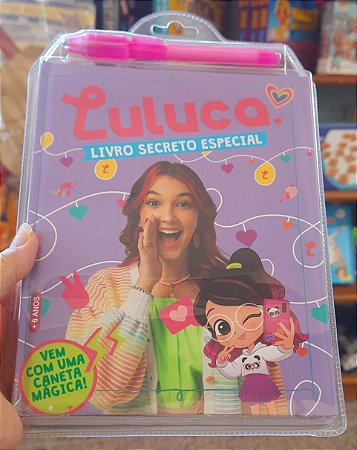 Luluca
LIVRO SECRETO ESPECIAL
+ 6 ANOS
VEM
COM UMA
CANETA
MÁGICA!